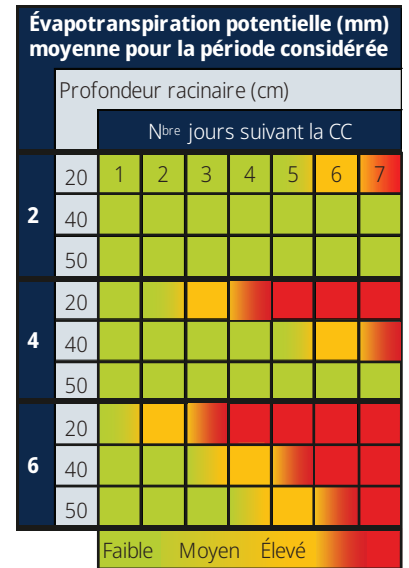 Évapotranspiration potentielle (mm)
moyenne pour la période considérée
Profondeur racinaire (cm)
Nbre jours suivant la CC
20 1 2 3 4 5 6 7
2 40
50
20
4 40
50
20
6 40
50
Faible Moyen Élevé